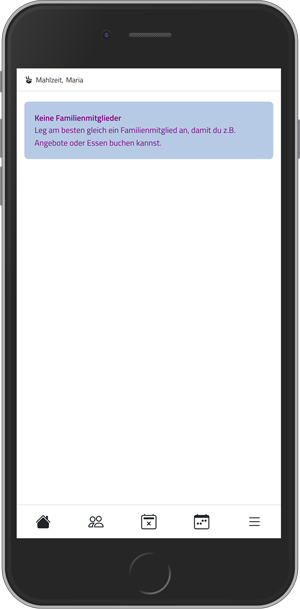 Mahlzeit, Maria
Keine Familienmitglieder
Leg am besten gleich ein Familienmitglied an, damit du z.B.
Angebote oder Essen buchen kannst.